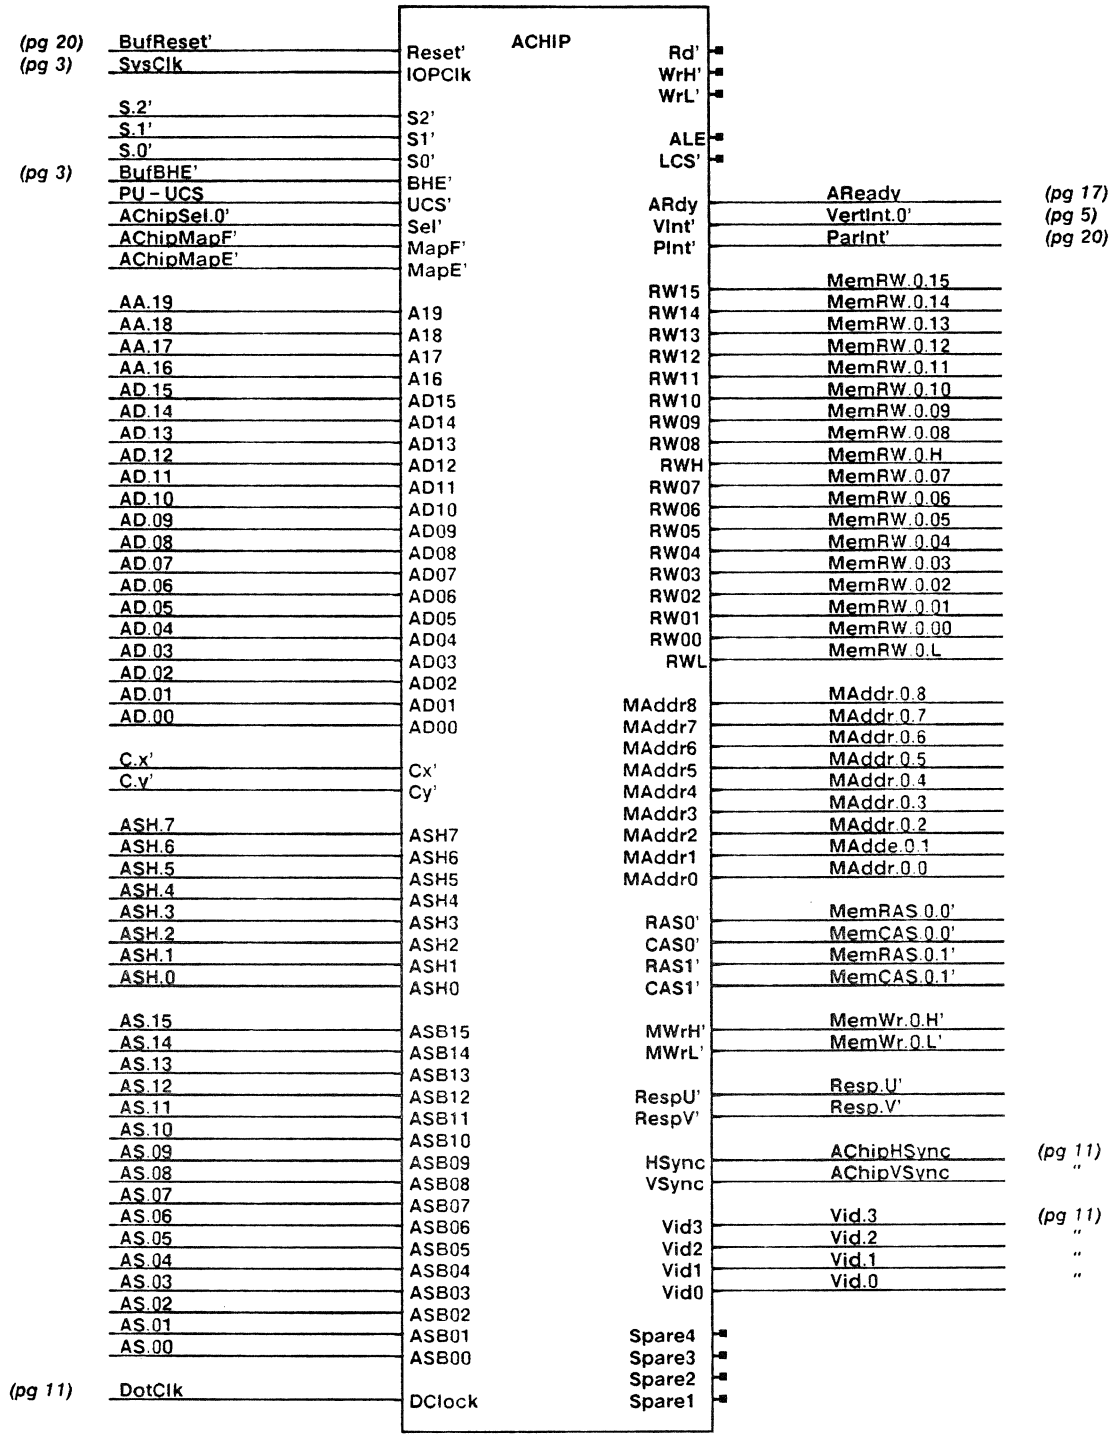 ACHIP
(pg 20) BufReset' Reset' Rd'
(pg 3) SysClk IOPClk WrH'
WrL'
S.2' S2'
S.1' S1' ALE
S.0' S0' LCS'
(pg 3) BufBHE' BHE'
PU - UCS UCS' ARdy AReady (pg 17)
AChipSel.0' Sel' VInt' VertInt.0' (pg 5)
AChipMapF' MapF' PInt' ParInt' (pg 20)
AChipMapE' MapE'
RW15 MemRW.0.15
AA.19 A19 RW14 MemRW.0.14
AA.18 A18 RW13 MemRW.0.13
AA.17 A17 RW12 MemRW.0.12
AA.16 A16 RW11 MemRW.0.11
AD.15 AD15 RW10 MemRW.0.10
AD.14 AD14 RW09 MemRW.0.09
AD.13 AD13 RW08 MemRW.0.08
AD.12 AD12 RWH MemRW.0.H
AD.11 AD11 RW07 MemRW.0.07
AD.10 AD10 RW06 MemRW.0.06
AD.09 AD09 RW05 MemRW.0.05
AD.08 AD08 RW04 MemRW.0.04
AD.07 AD07 RW03 MemRW.0.03
AD.06 AD06 RW02 MemRW.0.02
AD.05 AD05 RW01 MemRW.0.01
AD.04 AD04 RW00 MemRW.0.00
AD.03 AD03 RWL MemRW.0.L
AD.02 AD02
AD.01 AD01 MAddr8 MAddr.0.8
AD.00 AD00 MAddr7 MAddr.0.7
MAddr6 MAddr.0.6
C.x' Cx' MAddr5 MAddr.0.5
C.y' Cy' MAddr4 MAddr.0.4
MAddr3 MAddr.0.3
ASH.7 ASH7 MAddr2 MAddr.0.2
ASH.6 ASH6 MAddr1 MAdde.0.1
ASH.5 ASH5 MAddr0 MAddr.0.0
ASH.4 ASH4
ASH.3 ASH3 RAS0' MemRAS.0.0'
ASH.2 ASH2 CAS0' MemCAS.0.0'
ASH.1 ASH1 RAS1' MemRAS.0.1'
ASH.0 ASH0 CAS1' MemCAS.0.1'
AS.15 ASB15 MWrH' MemWr.0.H'
AS.14 ASB14 MWrL' MemWr.0.L'
AS.13 ASB13
AS.12 ASB12 RespU' Resp.U'
AS.11 ASB11 RespV' Resp.V'
AS.10 ASB10
AS.09 ASB09 HSync AChipHSync (pg 11)
AS.08 ASB08 VSync AChipVSync "
AS.07 ASB07
AS.06 ASB06 Vid3 Vid.3 (pg 11)
AS.05 ASB05 Vid2 Vid.2 "
AS.04 ASB04 Vid1 Vid.1 "
AS.03 ASB03 Vid0 Vid.0 "
AS.02 ASB02
AS.01 ASB01 Spare4
AS.00 ASB00 Spare3
Spare2
(pg 11) DotClk DClock Spare1